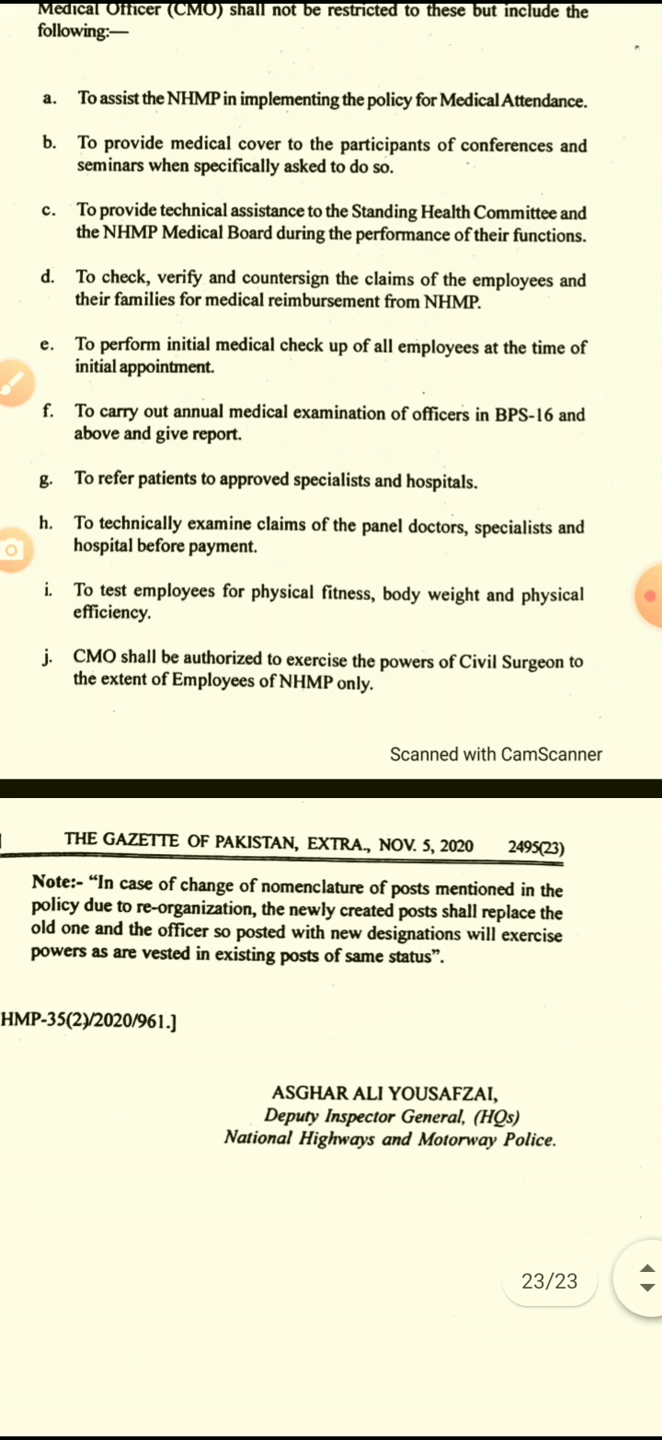 Medical Officer (CMO) shall not be restricted to these but include the
following:—
a. To assist the NHMP in implementing the policy for Medical Attendance.
b. To provide medical cover to the participants of conferences and
seminars when specifically asked to do so.
c. To provide technical assistance to the Standing Health Committee and
the NHMP Medical Board during the performance of their functions.
d. To check, verify and countersign the claims of the employees and
their families for medical reimbursement from NHMP.
e. To perform initial medical check up of all employees at the time of
initial appointment.
f. To carry out annual medical examination of officers in BPS-16 and
above and give report.
g. To refer patients to approved specialists and hospitals.
h. To technically examine claims of the panel doctors, specialists and
hospital before payment.
i. To test employees for physical fitness, body weight and physical
efficiency.
j. CMO shall be authorized to exercise the powers of Civil Surgeon to
the extent of Employees of NHMP only.
Scanned with CamScanner
THE GAZETTE OF PAKISTAN, EXTRA., NOV. 5, 2020 2495(23)
Note:- “In case of change of nomenclature of posts mentioned in the
policy due to re-organization, the newly created posts shall replace the
old one and the officer so posted with new designations will exercise
powers as are vested in existing posts of same status”.
HMP-35(2)/2020/961.]
ASGHAR ALI YOUSAFZAI,
Deputy Inspector General, (HQs)
National Highways and Motorway Police.
23/23